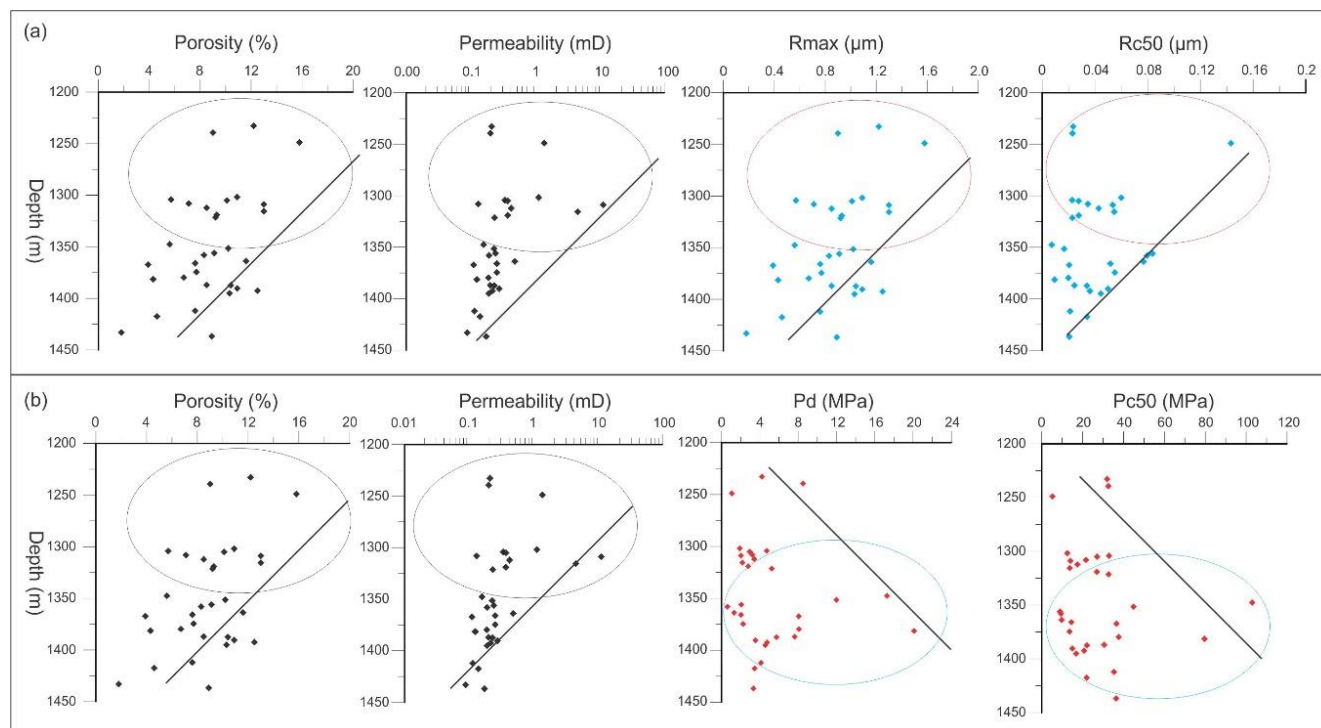 (a)
Porosity (%)
Permeability (mD)
Rmax (μm)
Rc50 (μm)
0 4 8 12 16 20
0.00 0.1 1 10 100
0 0.4 0.8 1.2 1.6 2.0
0 0.04 0.08 0.12 0.16 0.2
Depth (m)
1200 1200 1200 1200
1250 1250 1250 1250
1300 1300 1300 1300
1350 1350 1350 1350
1400 1400 1400 1400
1450 1450 1450 1450
(b)
Porosity (%)
Permeability (mD)
Pd (MPa)
Pc50 (MPa)
0 4 8 12 16 20
0.01 0.1 1 10 100
0 4 8 12 16 20 24
0 20 40 60 80 100 120
Depth (m)
1200 1200 1200 1200
1250 1250 1250 1250
1300 1300 1300 1300
1350 1350 1350 1350
1400 1400 1400 1400
1450 1450 1450 1450